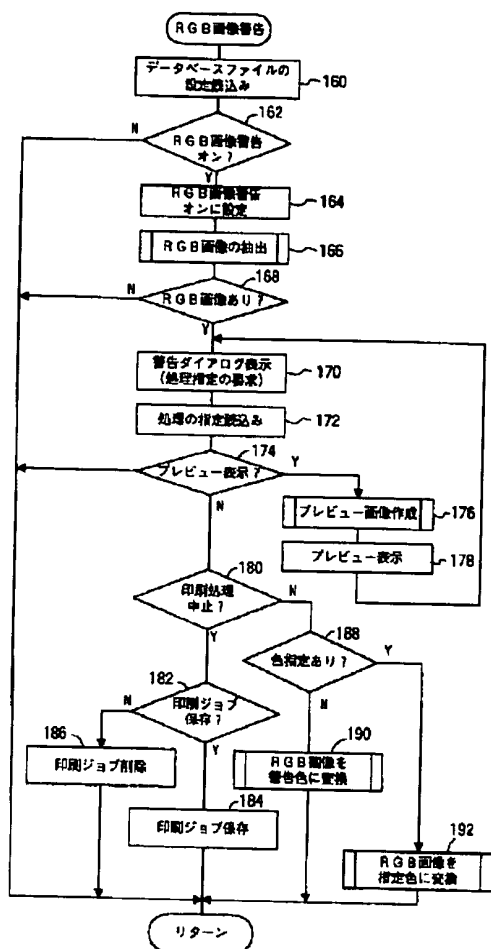 RGB画像警告
データベースファイルの
設定読込み
160
162
N
RGB画像警告
オン?
Y
RGB画像警告
オンに設定
164
RGB画像の抽出
166
168
N
RGB画像あり?
Y
警告ダイアログ表示
(処理指定の要求)
170
処理の指定読込み
172
174
プレビュー表示?
Y
N
プレビュー画像作成
176
プレビュー表示
178
180
印刷処理
中止?
N
Y
188
色指定あり?
Y
N
182
N
印刷ジョブ
保存?
Y
186
印刷ジョブ削除
190
RGB画像を
警告色に変換
184
印刷ジョブ保存
192
RGB画像を
指定色に変換
リターン